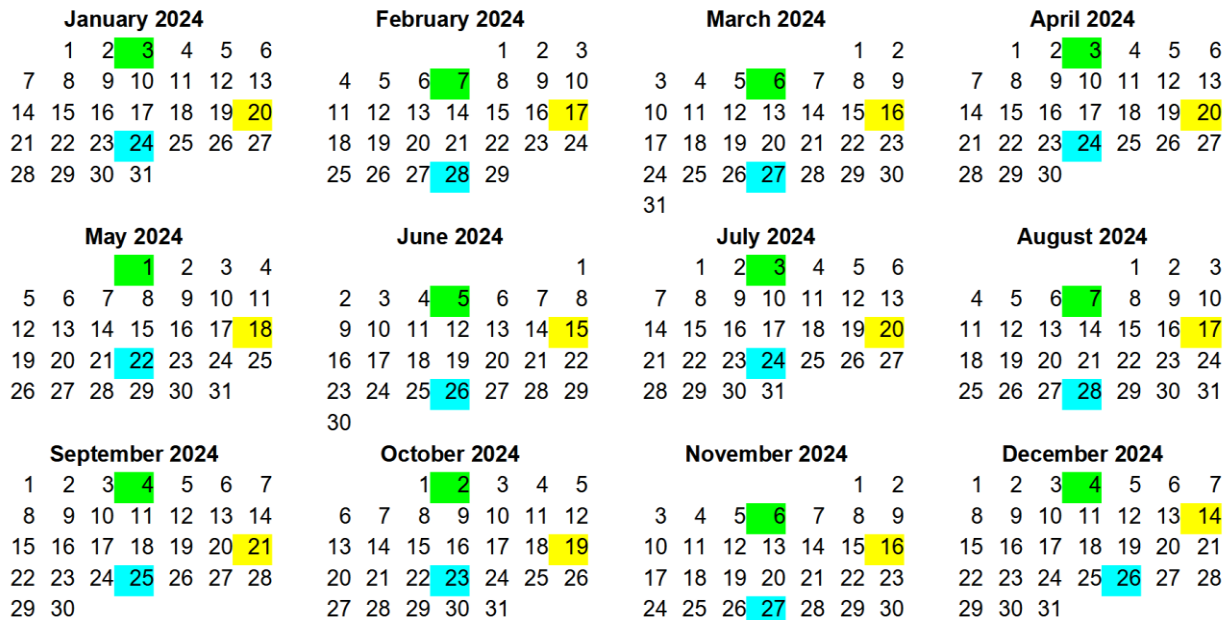 January 2024
1 2 3 4 5 6
7 8 9 10 11 12 13
14 15 16 17 18 19 20
21 22 23 24 25 26 27
28 29 30 31
February 2024
1 2 3
4 5 6 7 8 9 10
11 12 13 14 15 16 17
18 19 20 21 22 23 24
25 26 27 28 29
March 2024
1 2
3 4 5 6 7 8 9
10 11 12 13 14 15 16
17 18 19 20 21 22 23
24 25 26 27 28 29 30
31
April 2024
1 2 3 4 5 6
7 8 9 10 11 12 13
14 15 16 17 18 19 20
21 22 23 24 25 26 27
28 29 30
May 2024
1 2 3 4
5 6 7 8 9 10 11
12 13 14 15 16 17 18
19 20 21 22 23 24 25
26 27 28 29 30 31
June 2024
1
2 3 4 5 6 7 8
9 10 11 12 13 14 15
16 17 18 19 20 21 22
23 24 25 26 27 28 29
30
July 2024
1 2 3 4 5 6
7 8 9 10 11 12 13
14 15 16 17 18 19 20
21 22 23 24 25 26 27
28 29 30 31
August 2024
1 2 3
4 5 6 7 8 9 10
11 12 13 14 15 16 17
18 19 20 21 22 23 24
25 26 27 28 29 30 31
September 2024
1 2 3 4 5 6 7
8 9 10 11 12 13 14
15 16 17 18 19 20 21
22 23 24 25 26 27 28
29 30
October 2024
1 2 3 4 5
6 7 8 9 10 11 12
13 14 15 16 17 18 19
20 21 22 23 24 25 26
27 28 29 30 31
November 2024
1 2
3 4 5 6 7 8 9
10 11 12 13 14 15 16
17 18 19 20 21 22 23
24 25 26 27 28 29 30
December 2024
1 2 3 4 5 6 7
8 9 10 11 12 13 14
15 16 17 18 19 20 21
22 23 24 25 26 27 28
29 30 31